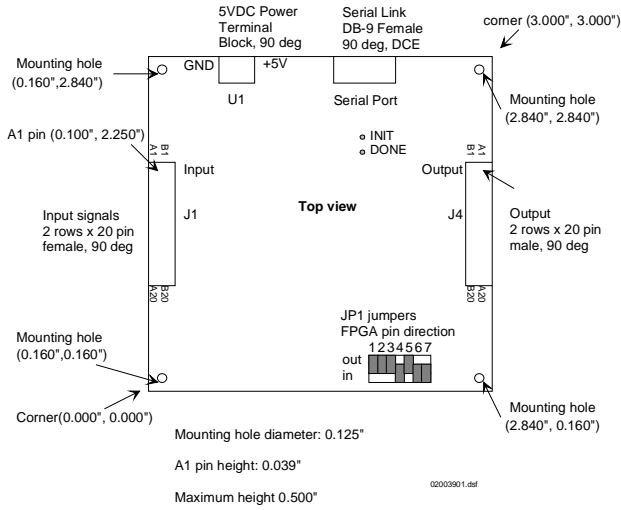 5VDC Power
Terminal
Block, 90 deg
Serial Link
DB-9 Female
90 deg, DCE
corner (3.000", 3.000")
Mounting hole
(0.160",2.840")
GND
+5V
U1
Serial Port
Mounting hole
(2.840", 2.840")
A1 pin (0.100", 2.250")
A1 B1
INIT
DONE
B1 A1
Input
Output
Input signals
2 rows x 20 pin
female, 90 deg
J1
Top view
J4
Output
2 rows x 20 pin
male, 90 deg
A20 B20
B20 A20
JP1 jumpers
FPGA pin direction
1234567
out
in
Mounting hole
(0.160",0.160")
Corner(0.000", 0.000")
Mounting hole
(2.840", 0.160")
Mounting hole diameter: 0.125"
A1 pin height: 0.039"
Maximum height 0.500"
02003901.dsf